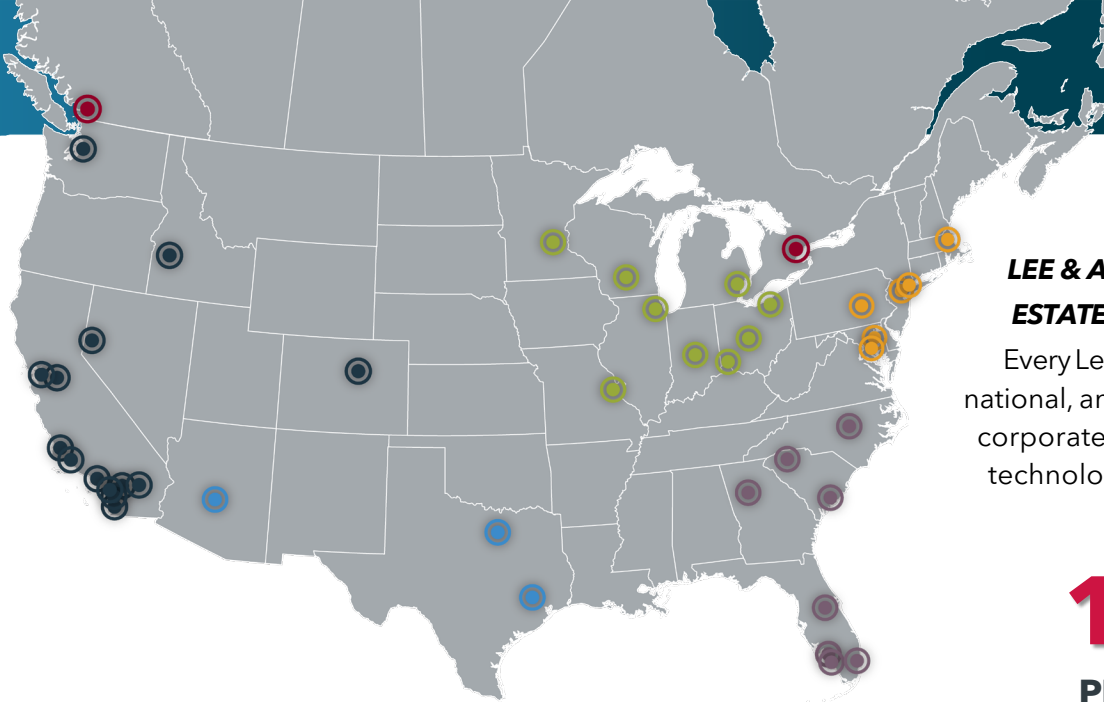 LEE & A
ESTATE
Every Le
national, an
corporate
technolo
1